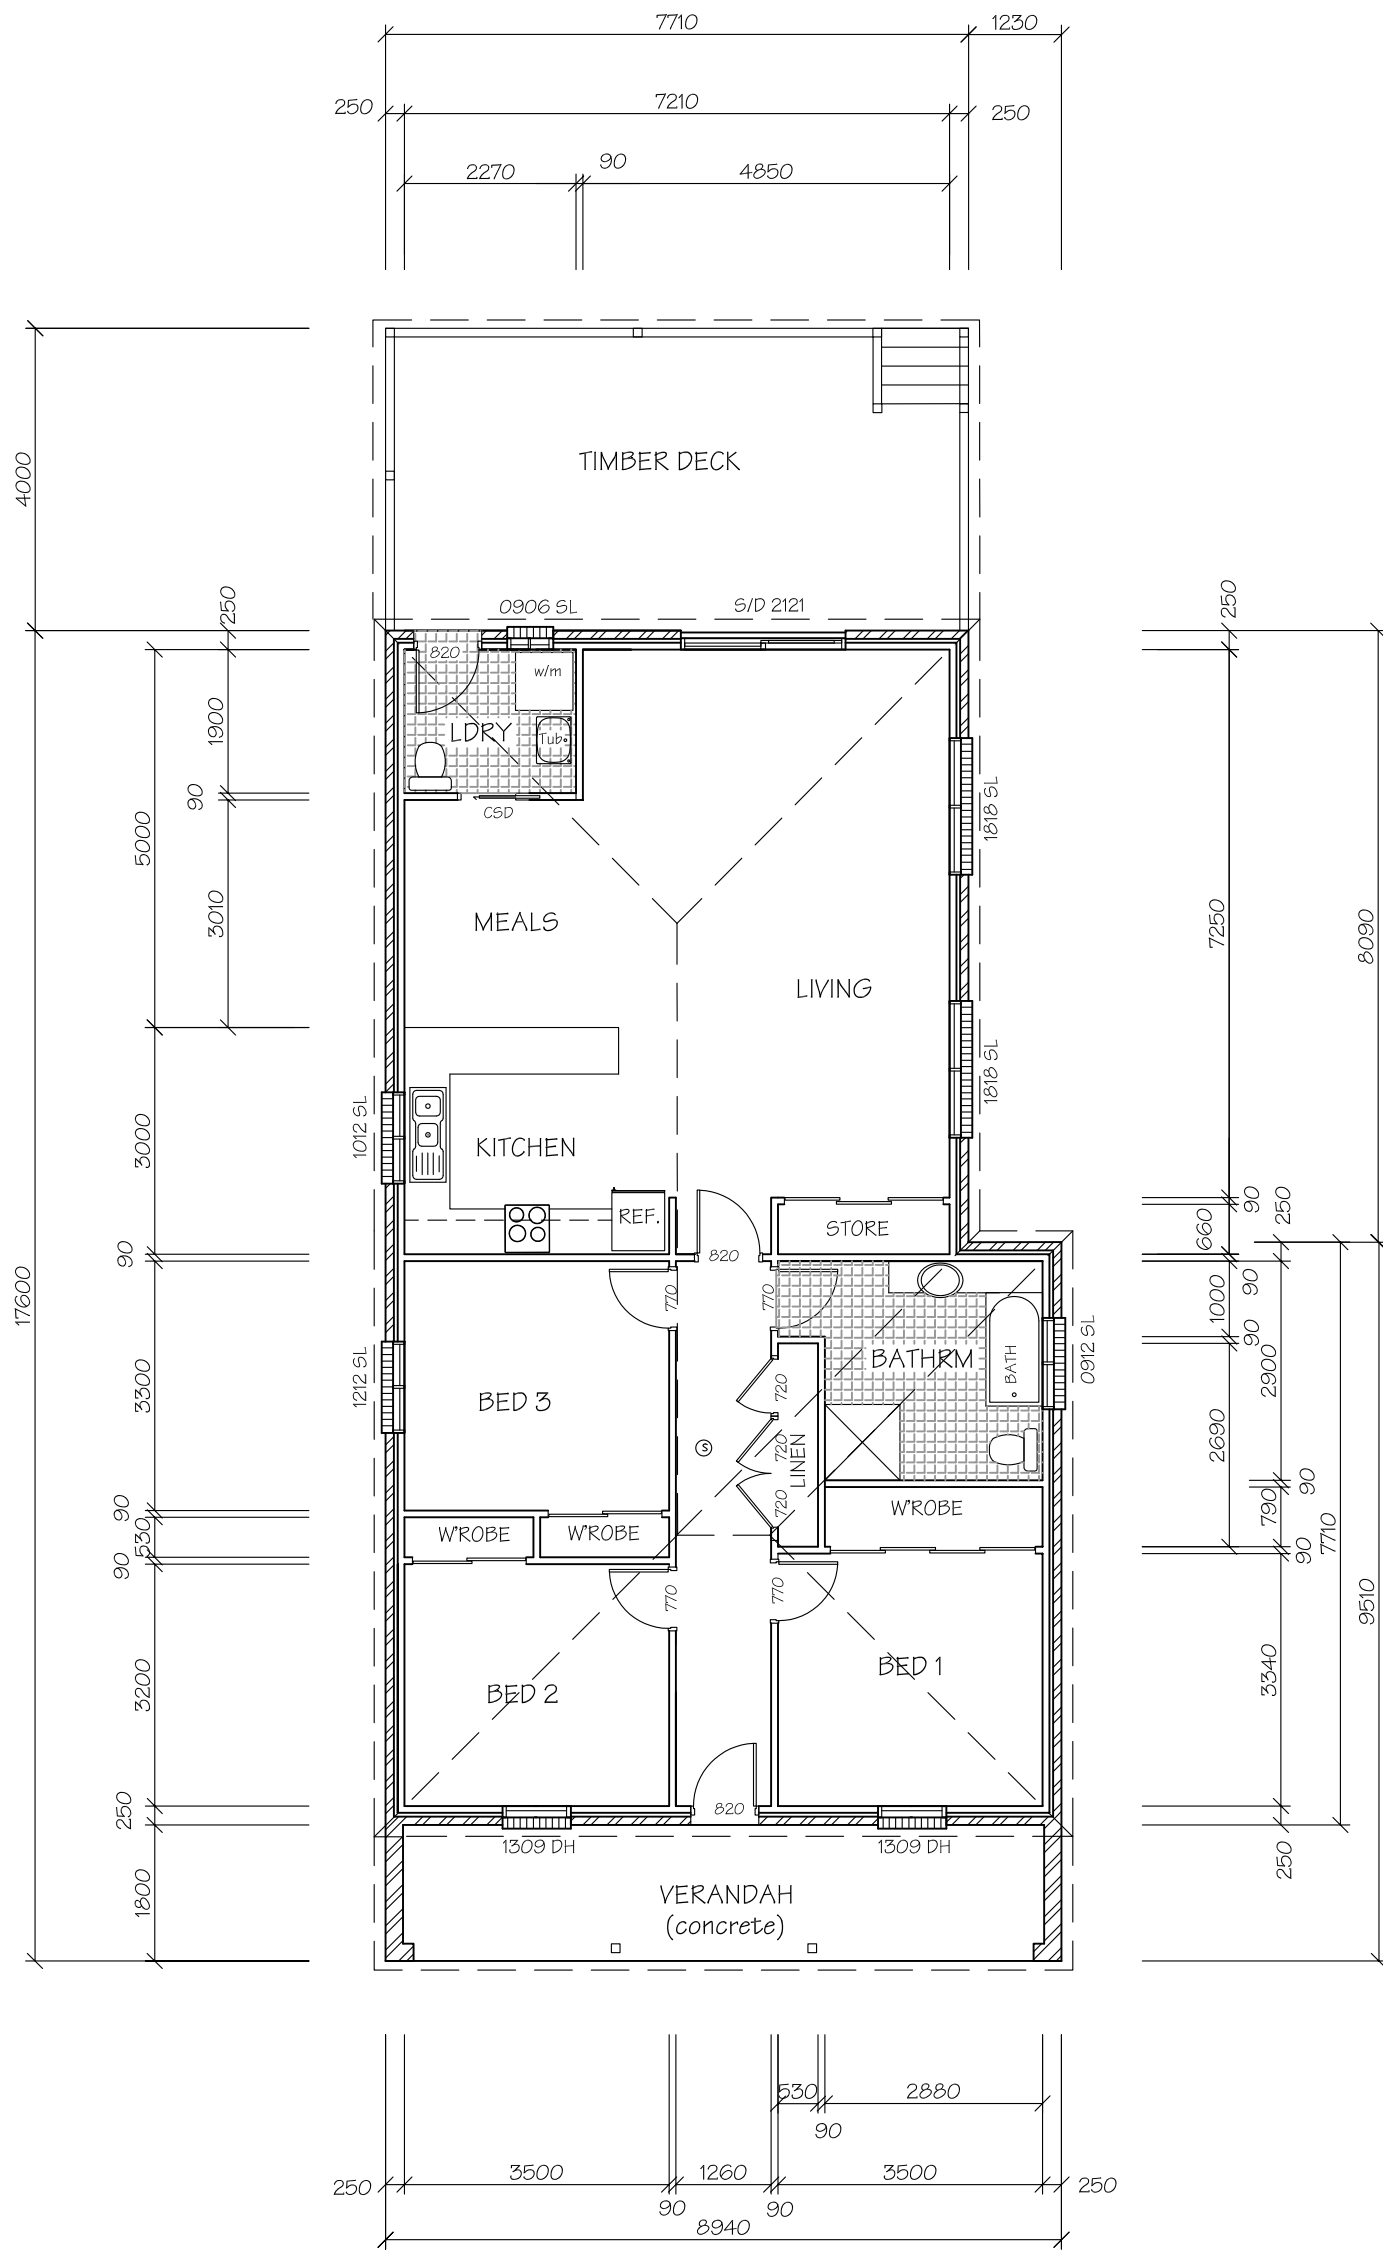 7710
1230
250
7210
250
2270
90
4850
4000
TIMBER DECK
250
0906 SL
S/D 2121
250
820
w/m
1900
LDRY
Tub
90
CSD
1818 SL
5000
3010
MEALS
7250
8090
LIVING
1818 SL
1012 SL
3000
KITCHEN
REF.
STORE
90
660
250
90
820
17600
770
770
1000
90
90
0912 SL
1212 SL
3300
BED 3
720
BATHRM
BATH
2900
2690
S
720
LINEN
720
90
530
90
W'ROBE
W'ROBE
W'ROBE
90
790
90
7710
770
770
9510
3200
BED 2
BED 1
3340
250
820
1309 DH
1309 DH
250
1800
VERANDAH
(concrete)
530
2880
90
250
3500
1260
3500
250
90
90
8940